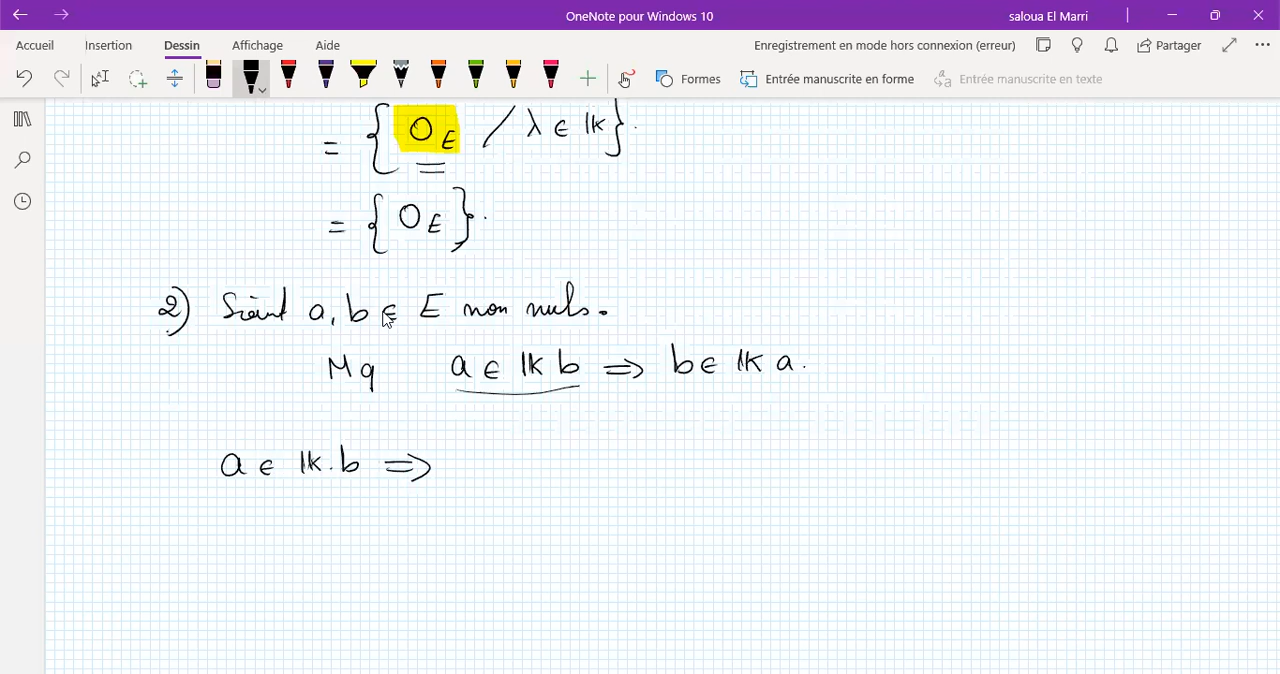 OneNote pour Windows 10
saloua El Marri
Accueil Insertion Dessin Affichage Aide
Enregistrement en mode hors connexion (erreur)
Partager
Formes
Entrée manuscrite en forme
Entrée manuscrite en texte
= { 0_E / λ ∈ 𝕂 }.
= { 0_E }.
2) Soient a, b ∈ E non nuls.
Mq a ∈ 𝕂 b ⟹ b ∈ 𝕂 a.
a ∈ 𝕂.b ⟹